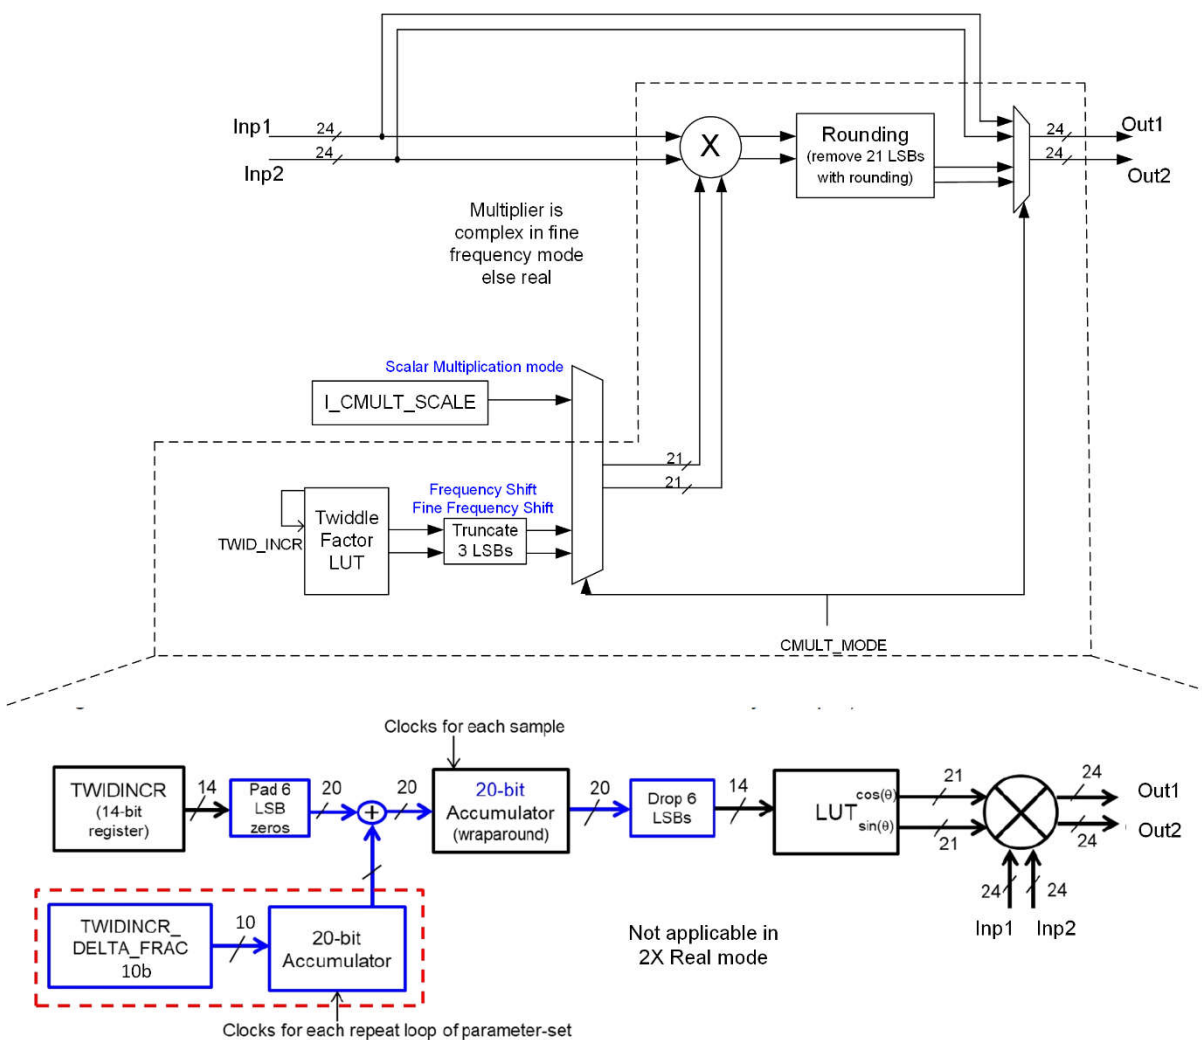 Inp1
24
Inp2
24
X
Rounding
(remove 21 LSBs
with rounding)
24
Out1
24
Out2
Multiplier is
complex in fine
frequency mode
else real
Scalar Multiplication mode
I_CMULT_SCALE
21
21
Frequency Shift
Fine Frequency Shift
TWID_INCR
Twiddle
Factor
LUT
Truncate
3 LSBs
CMULT_MODE
Clocks for each sample
TWIDINCR
(14-bit
register)
14
Pad 6
LSB
zeros
20
+
20
20-bit
Accumulator
(wraparound)
20
Drop 6
LSBs
14
LUT
cos(θ)
sin(θ)
21
21
24
Out1
24
Out2
24
24
Inp1
Inp2
TWIDINCR_
DELTA_FRAC
10b
10
20-bit
Accumulator
Not applicable in
2X Real mode
Clocks for each repeat loop of parameter-set